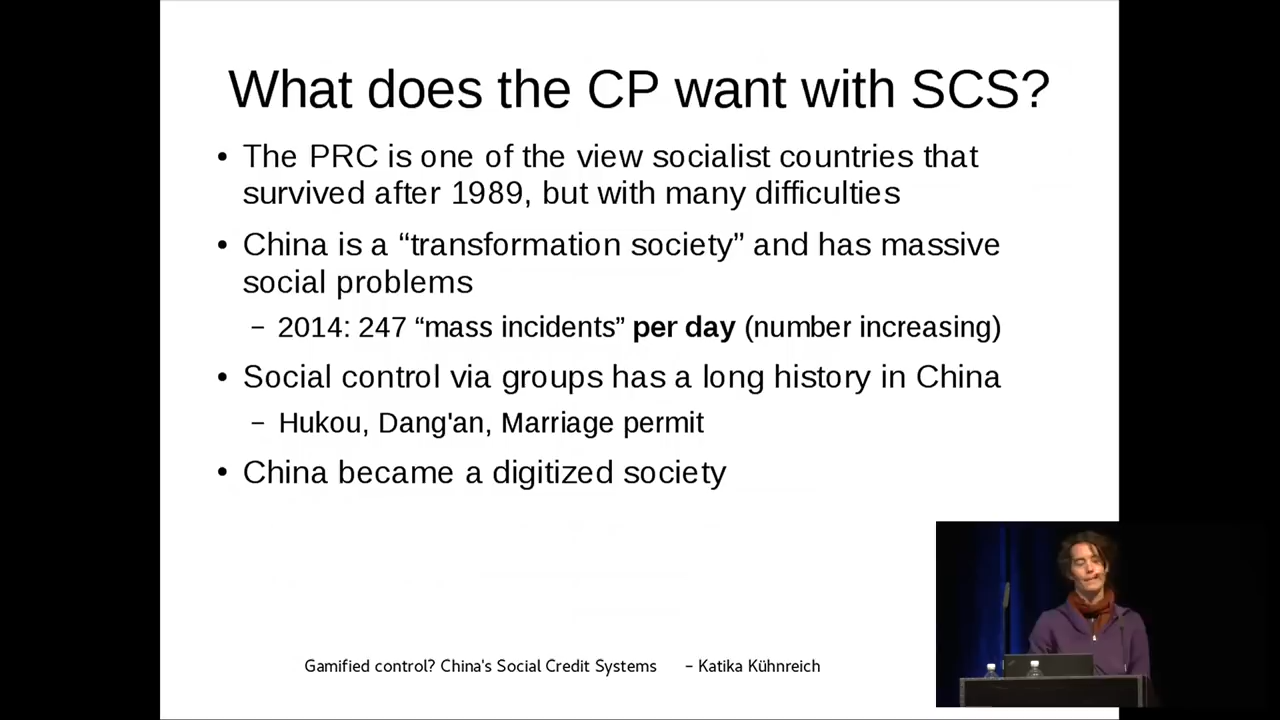 What does the CP want with SCS?
• The PRC is one of the view socialist countries that
survived after 1989, but with many difficulties
• China is a “transformation society” and has massive
social problems
– 2014: 247 “mass incidents” per day (number increasing)
• Social control via groups has a long history in China
– Hukou, Dang'an, Marriage permit
• China became a digitized society
Gamified control? China's Social Credit Systems – Katika Kühnreich